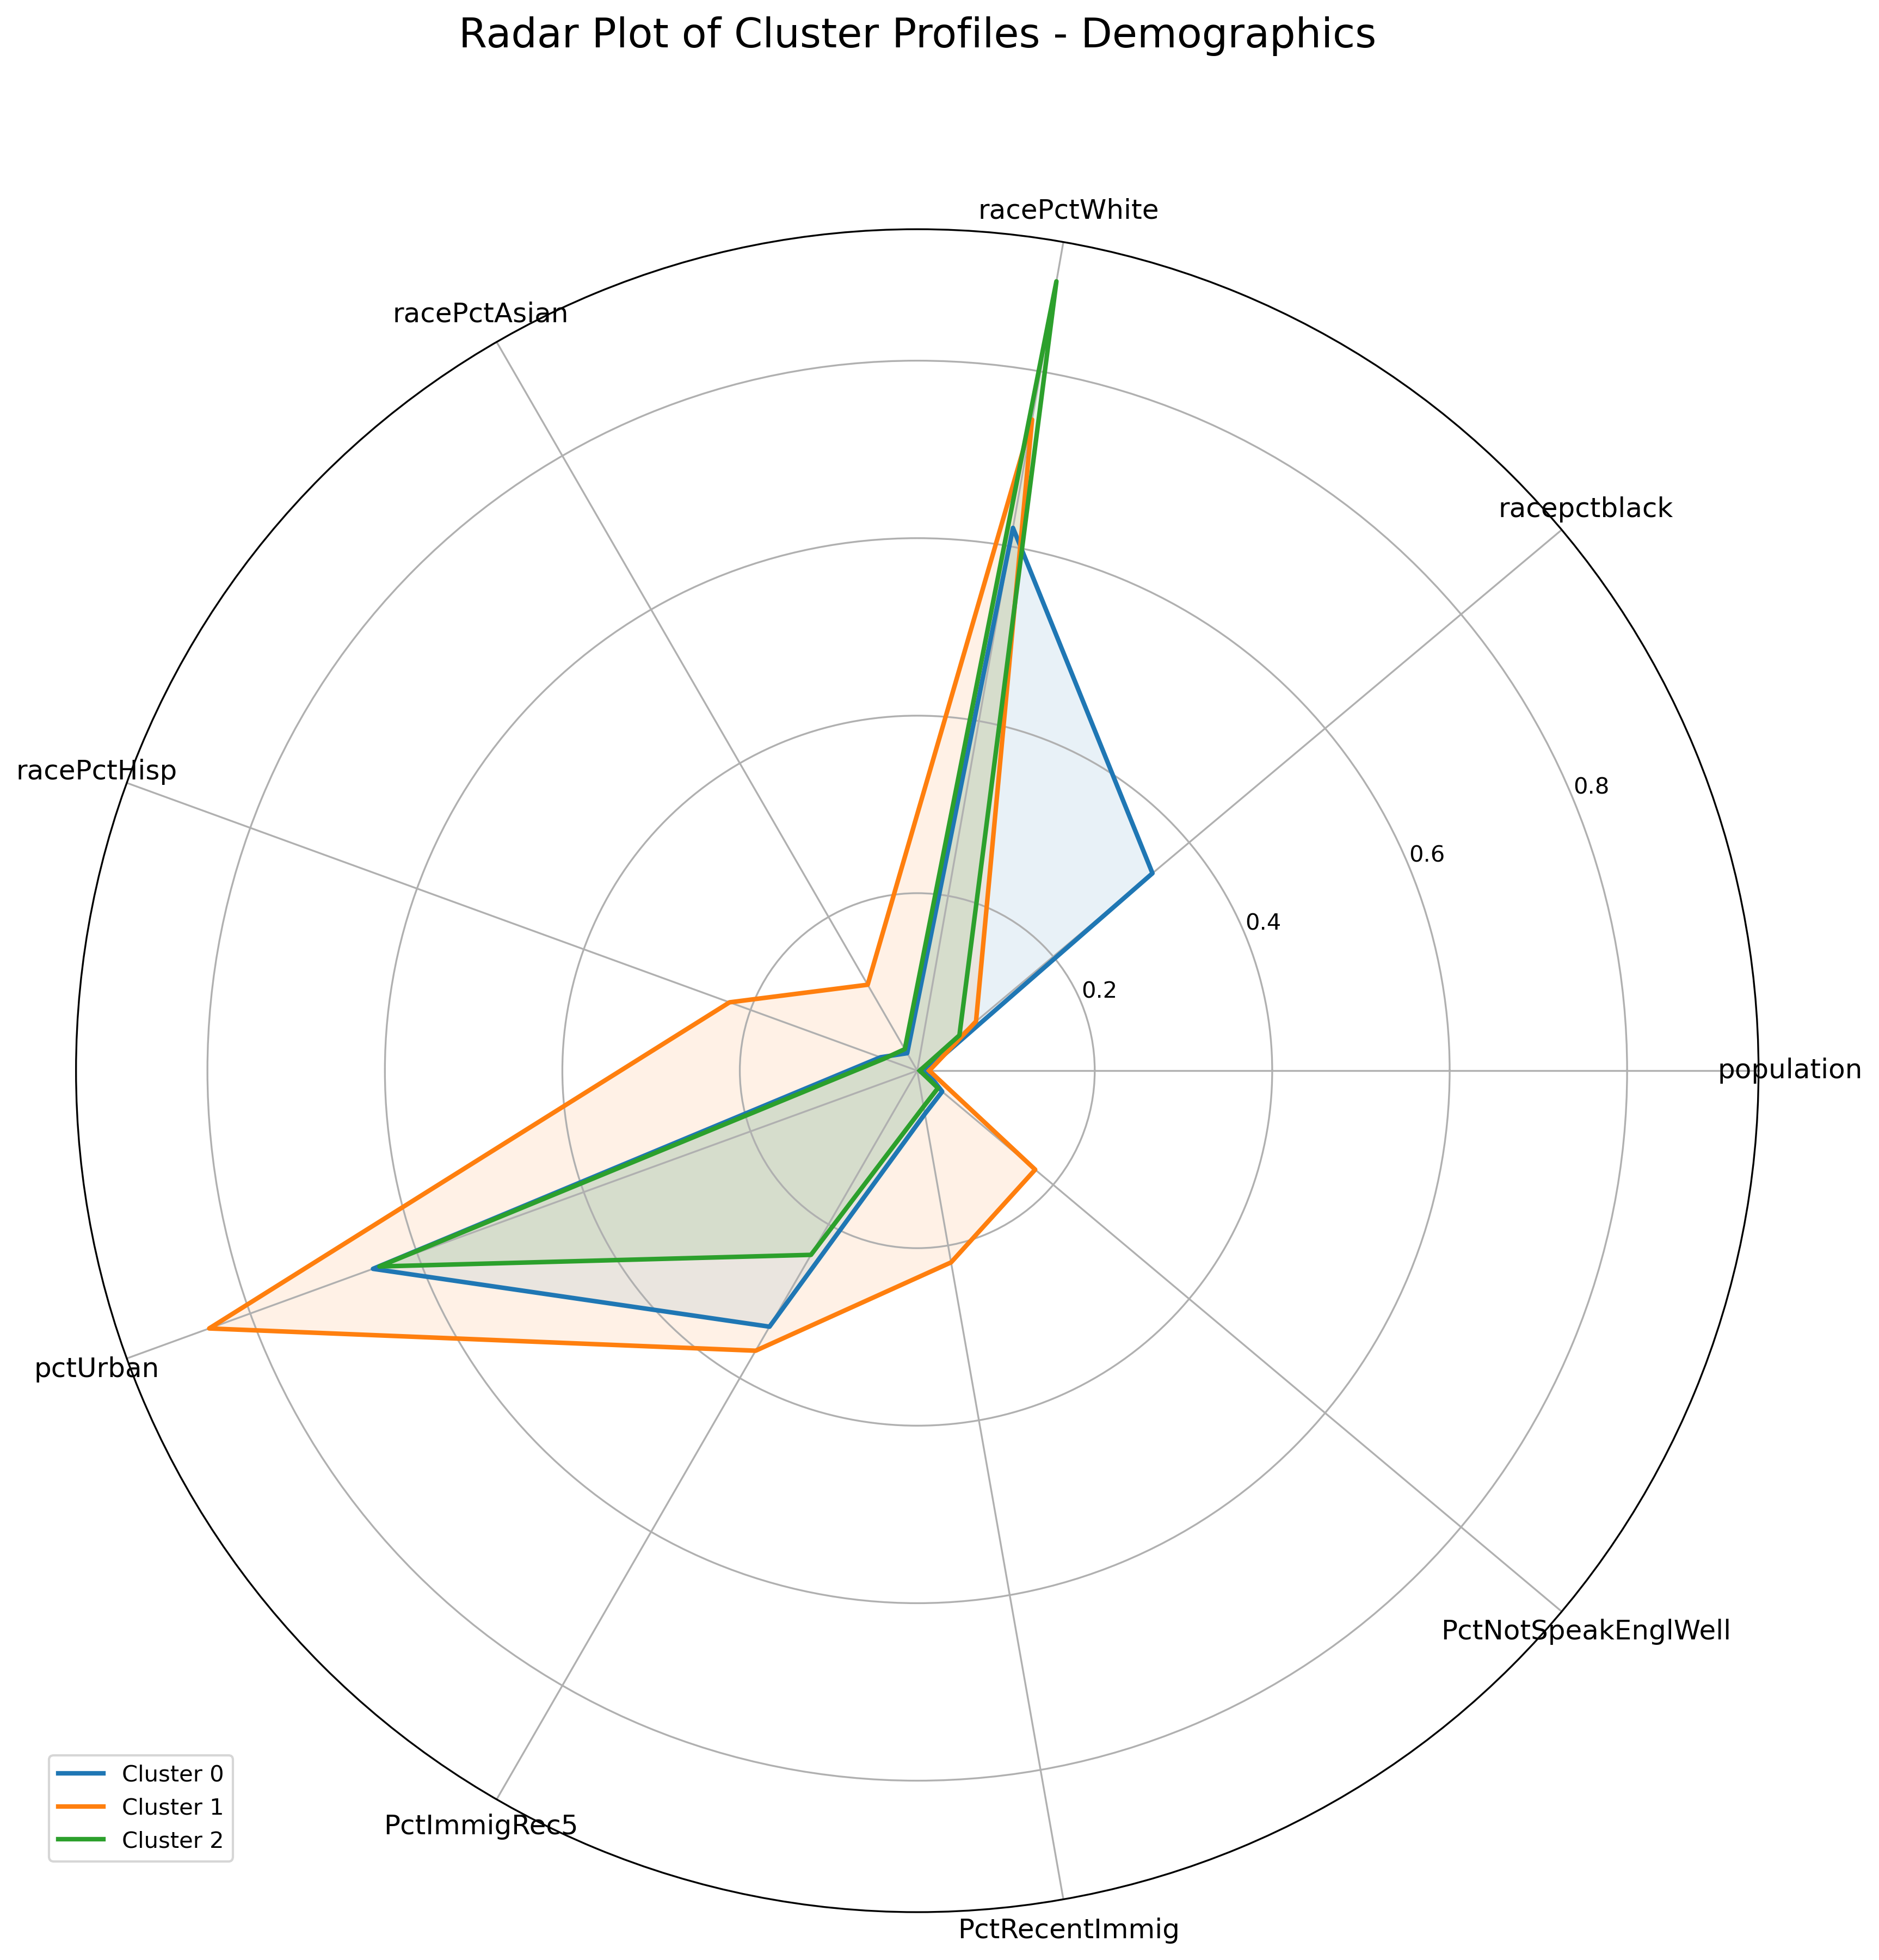 Radar Plot of Cluster Profiles - Demographics
racePctWhite
racePctAsian
racepctblack
racePctHisp
0.8
0.6
0.4
0.2
population
pctUrban
PctNotSpeakEnglWell
PctImmigRec5
PctRecentImmig
Cluster 0
Cluster 1
Cluster 2